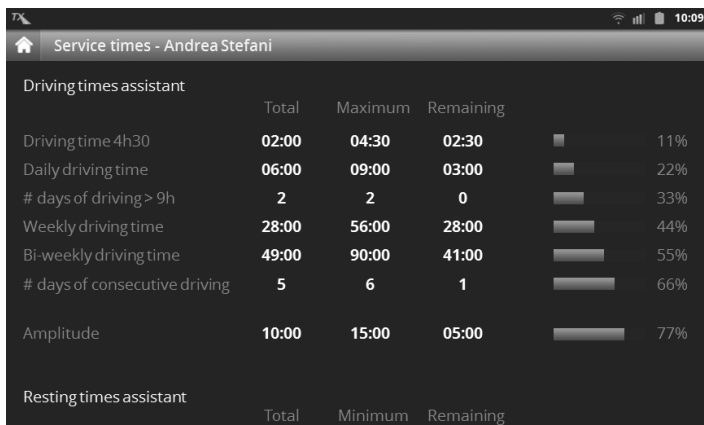 TX 10:09
Service times - Andrea Stefani
Driving times assistant
Total Maximum Remaining
Driving time 4h30 02:00 04:30 02:30 11%
Daily driving time 06:00 09:00 03:00 22%
# days of driving > 9h 2 2 0 33%
Weekly driving time 28:00 56:00 28:00 44%
Bi-weekly driving time 49:00 90:00 41:00 55%
# days of consecutive driving 5 6 1 66%
Amplitude 10:00 15:00 05:00 77%
Resting times assistant
Total Minimum Remaining